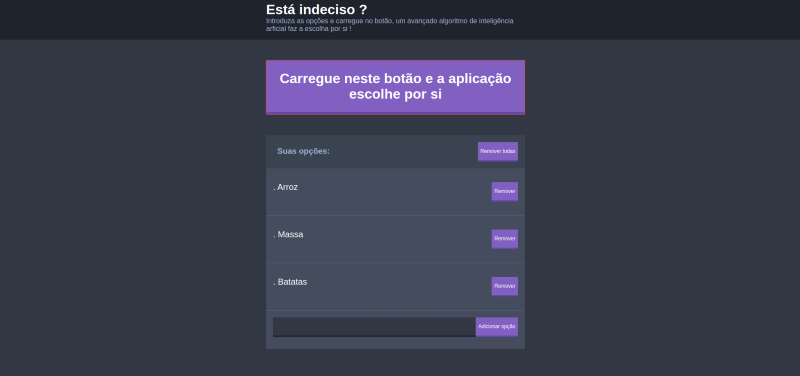 Está indeciso ?
Introduza as opções e carregue no botão, um avançado algoritmo de inteligência
arficial faz a escolha por si !
Carregue neste botão e a aplicação
escolhe por si
Suas opções:
Remover todas
. Arroz
Remover
. Massa
Remover
. Batatas
Remover
Adicionar opção